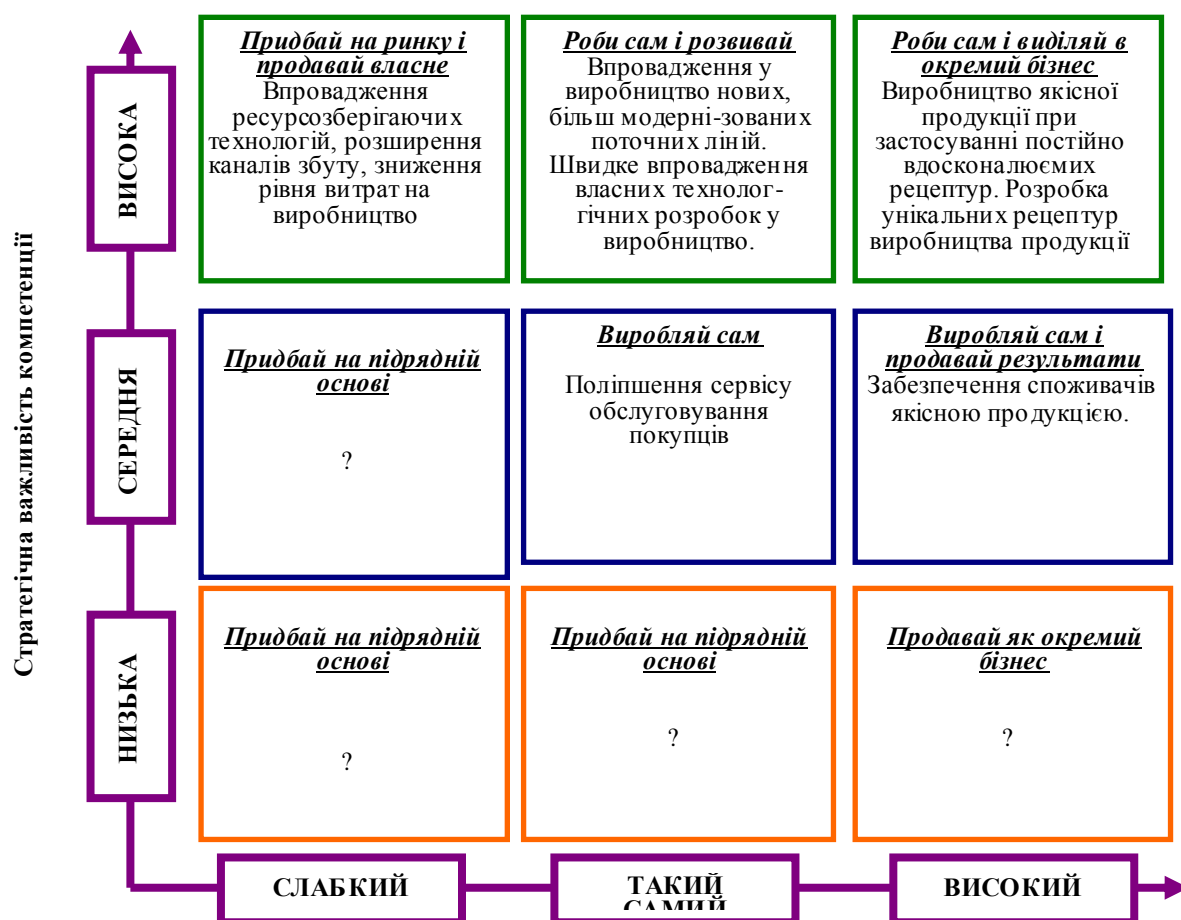 Стратегічна важливість компетенції
ВИСОКА
Придбай на ринку і
продавай власне
Впровадження
ресурсозберігаючих
технологій, розширення
каналів збуту, зниження
рівня витрат на
виробництво
Роби сам і розвивай
Впровадження у
виробництво нових,
більш модерні-зованих
поточних ліній.
Швидке впровадження
власних технолог-
гічних розробок у
виробництво.
Роби сам і виділяй в
окремий бізнес
Виробництво якісної
продукції при
застосуванні постійно
вдосконалюємих
рецептур. Розробка
унікальних рецептур
виробництва продукції
СЕРЕДНЯ
Придбай на підрядній
основі
?
Виробляй сам
Поліпшення сервісу
обслуговування
покупців
Виробляй сам і
продавай результати
Забезпечення споживачів
якісною продукцією.
НИЗЬКА
Придбай на підрядній
основі
?
Придбай на підрядній
основі
?
Продавай як окремий
бізнес
?
СЛАБКИЙ
ТАКИЙ
САМИЙ
ВИСОКИЙ